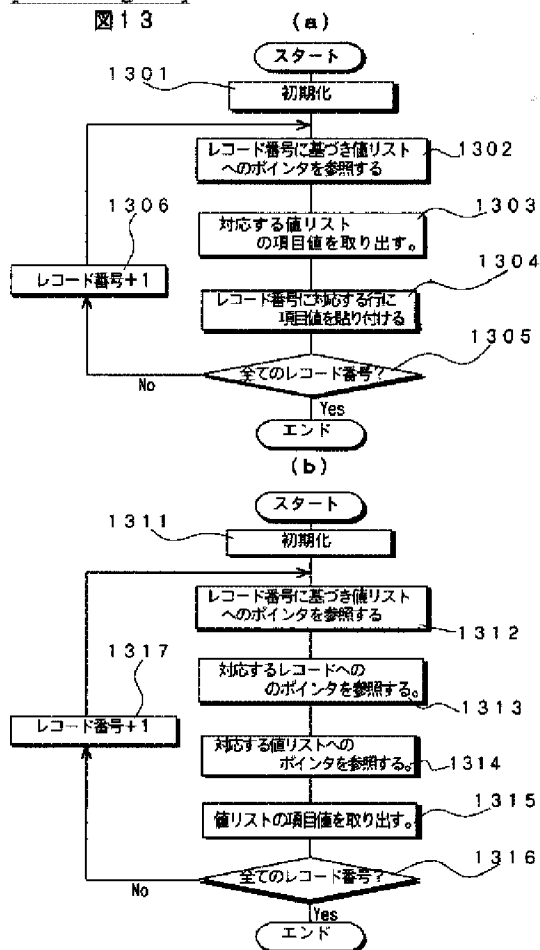 図13
(a)
スタート
1301
初期化
レコード番号に基づき値リスト
へのポインタを参照する
1302
1306
1303
対応する値リスト
の項目値を取り出す。
レコード番号+1
1304
レコード番号に対応する行に
項目値を貼り付ける
1305
全てのレコード番号?
No
Yes
エンド
(b)
スタート
1311
初期化
レコード番号に基づき値リスト
へのポインタを参照する
1312
1317
対応するレコードへの
のポインタを参照する。
1313
レコード番号+1
対応する値リストへの
ポインタを参照する。
1314
1315
値リストの項目値を取り出す。
1316
全てのレコード番号?
No
Yes
エンド